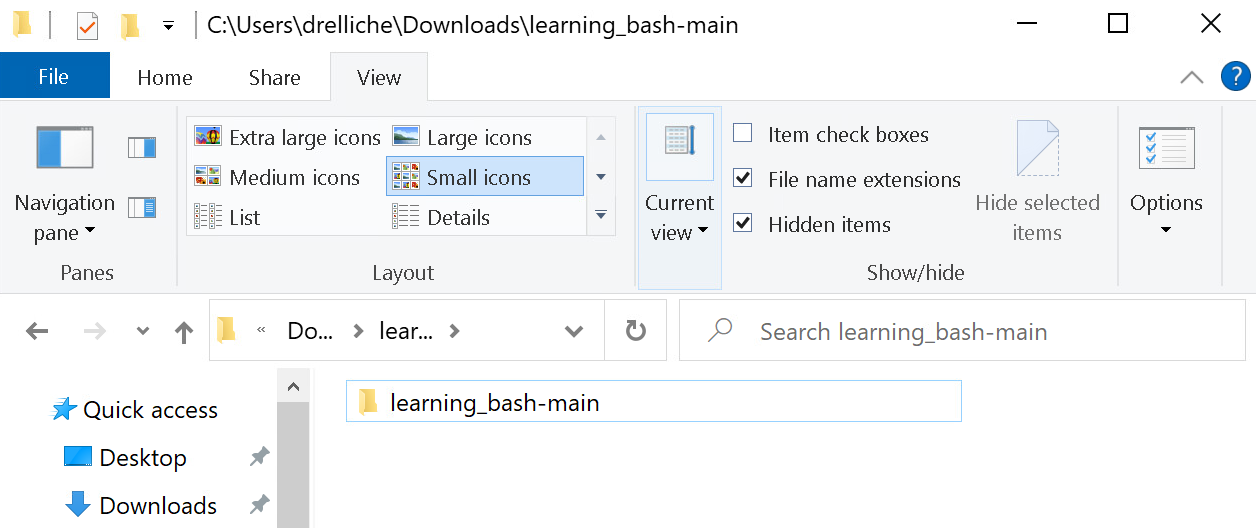 C:\Users\drelliche\Downloads\learning_bash-main
File Home Share View ?
Navigation pane
Panes
Extra large icons Large icons
Medium icons Small icons
List Details
Layout
Current view
Item check boxes
File name extensions
Hidden items
Hide selected items
Show/hide
Options
« Do... lear...
Search learning_bash-main
Quick access
Desktop
Downloads
learning_bash-main